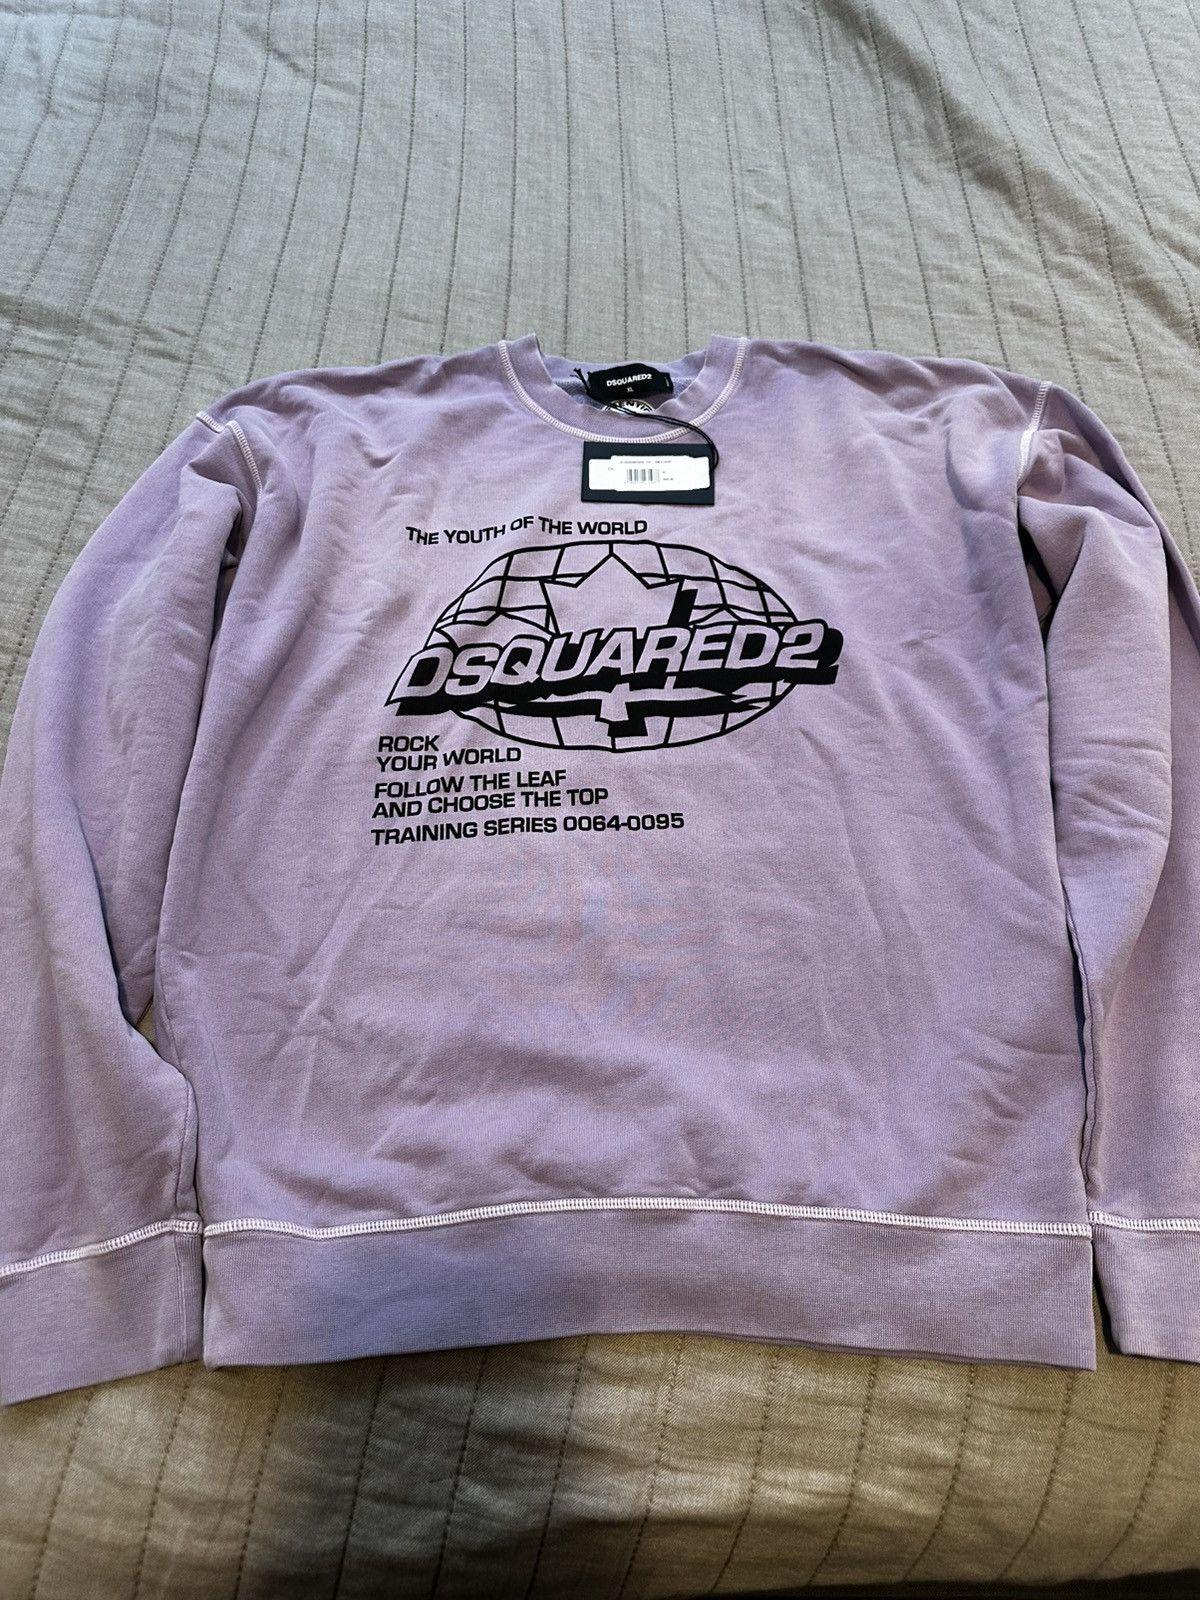 DSQUARED2
XL
THE YOUTH OF THE WORLD
DSQUARED2
ROCK
YOUR WORLD
FOLLOW THE LEAF
AND CHOOSE THE TOP
TRAINING SERIES 0064-0095